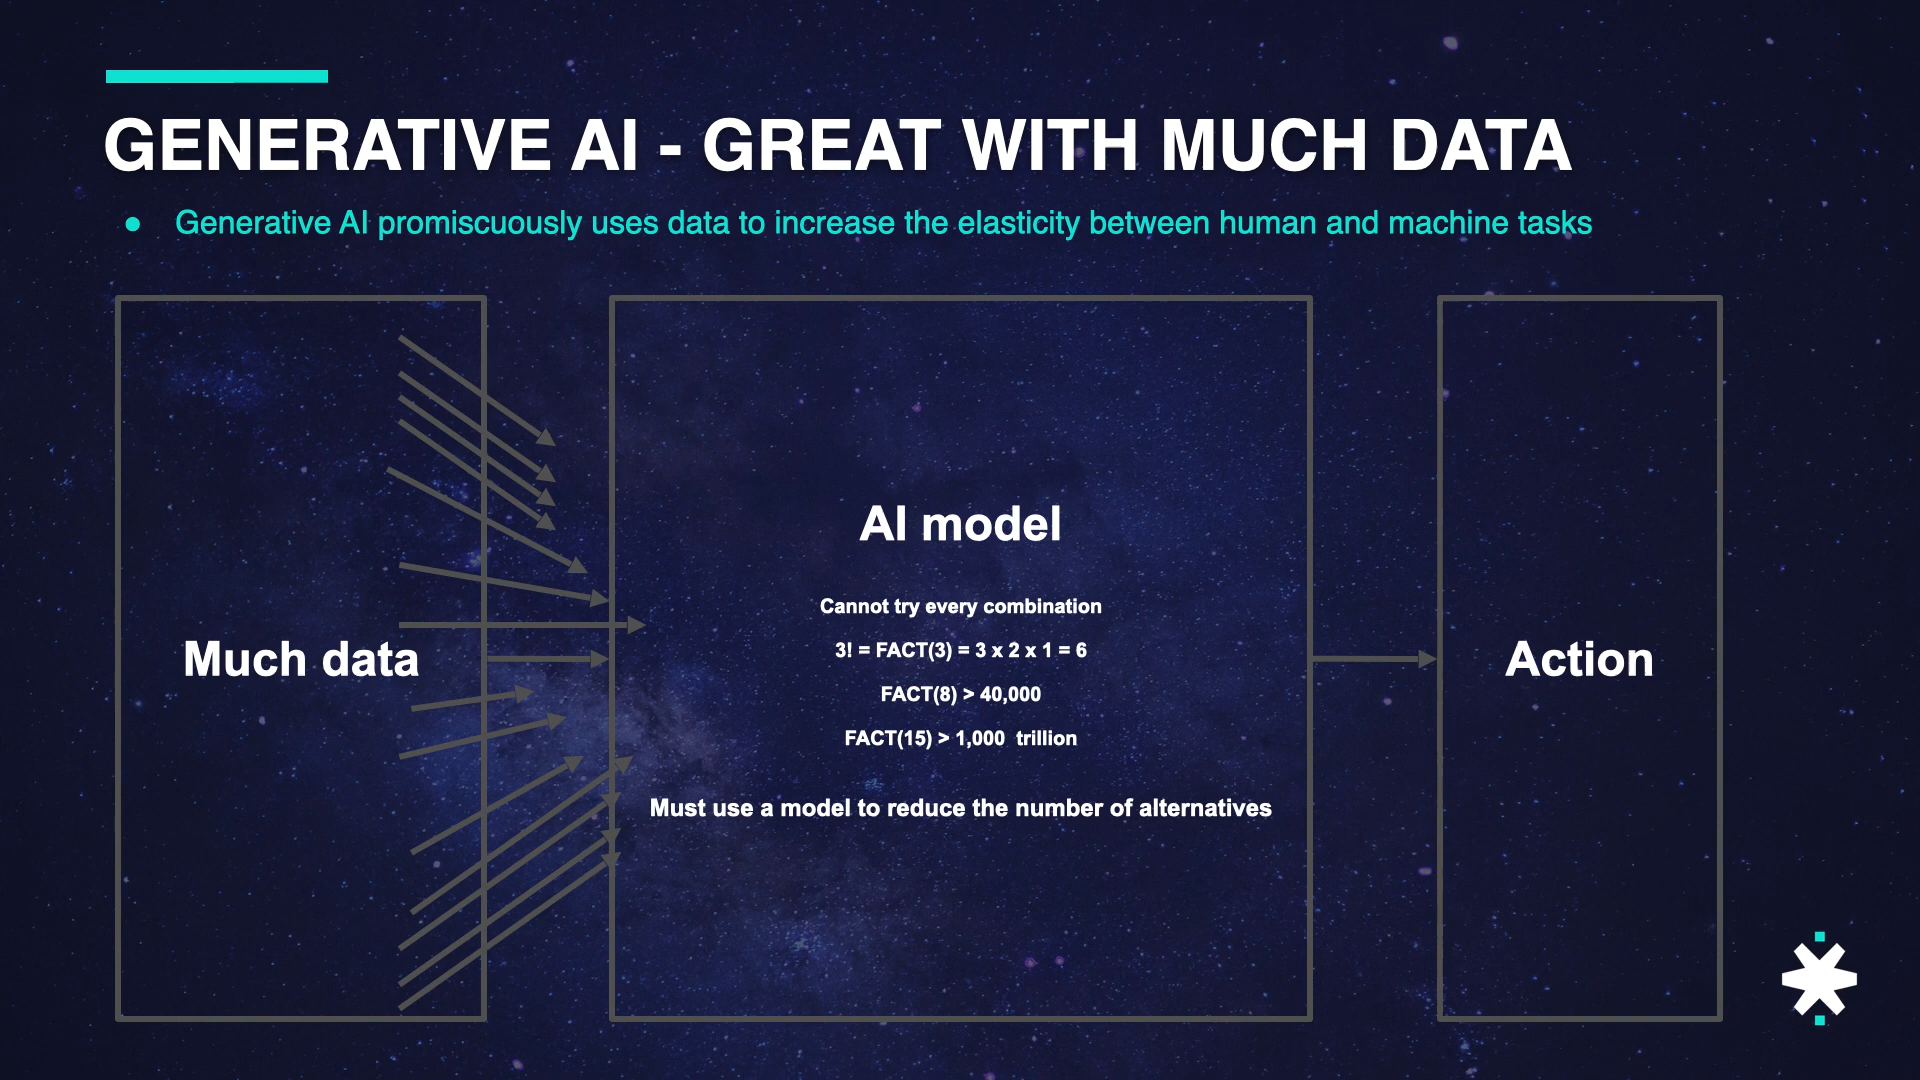 GENERATIVE AI - GREAT WITH MUCH DATA
● Generative AI promiscuously uses data to increase the elasticity between human and machine tasks
Much data
AI model
Cannot try every combination
3! = FACT(3) = 3 x 2 x 1 = 6
FACT(8) > 40,000
FACT(15) > 1,000  trillion
Must use a model to reduce the number of alternatives
Action